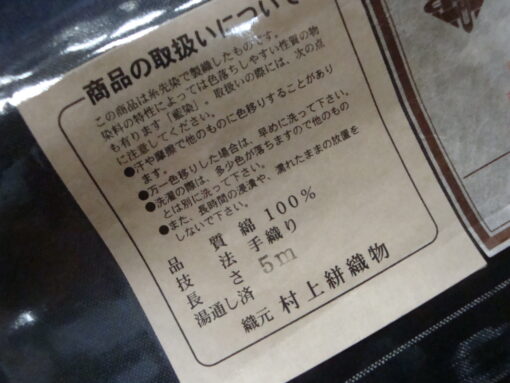 商品の取扱いについて
この商品は糸先染で製織したものです。
染料の特性によっては色落ちしやすい性質の物
も有ります「藍染」。取扱いの際には、次の点
に注意してください。
●汗や摩擦で他のものに色移りすることがあり
ます。
●万一色移りした場合は、早めに洗って下さい。
●洗濯の際は、多少色が落ちますので他のもの
とは別に洗って下さい。
●また、長時間の浸漬や、濡れたままの放置を
しないで下さい。
品質 綿100%
技法 手織り
長さ 5m
湯通し済
織元 村上絣織物